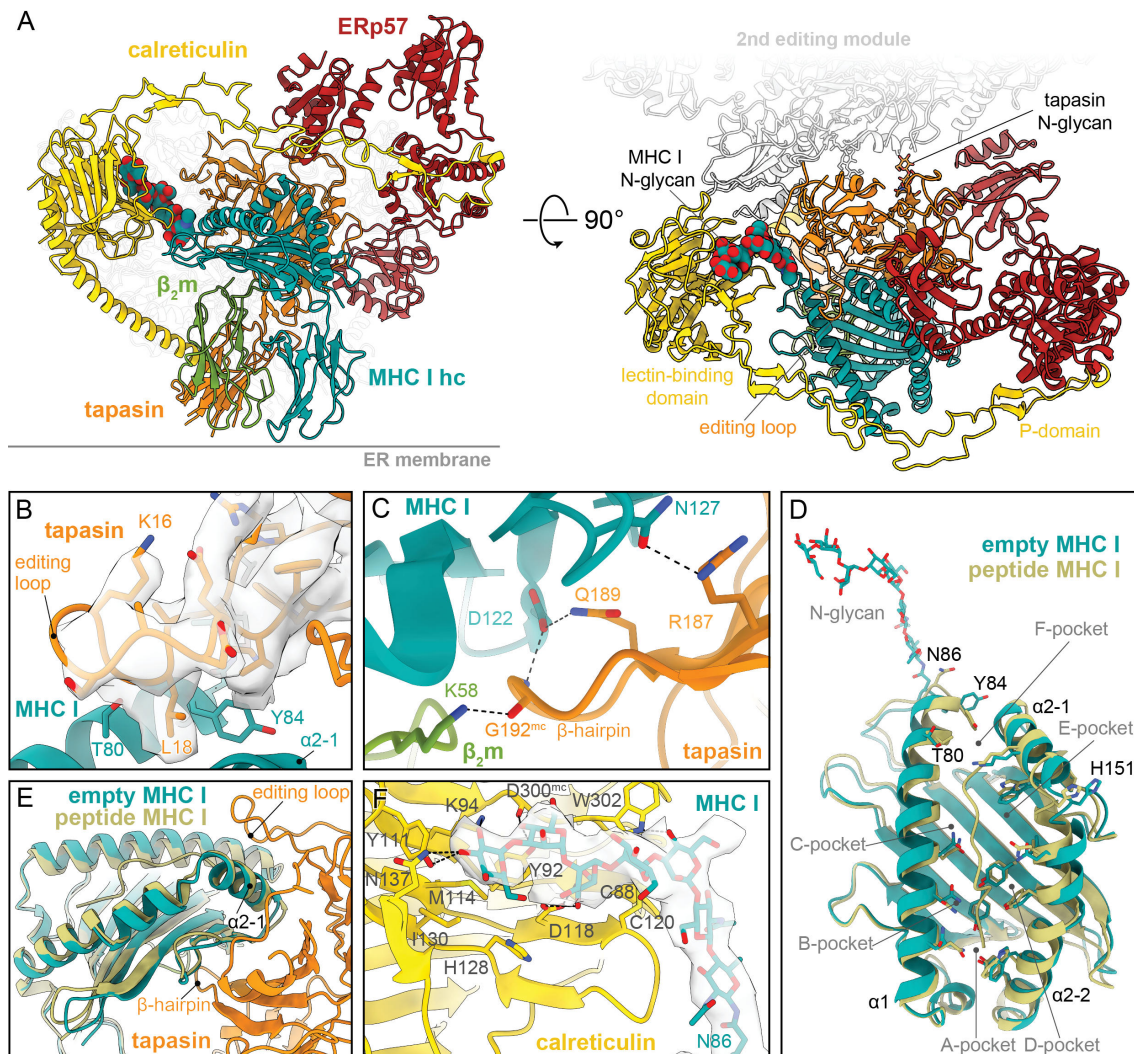 A
ERp57
calreticulin
β2m
MHC I hc
tapasin
ER membrane
90°
2nd editing module
tapasin
N-glycan
MHC I
N-glycan
lectin-binding
domain
editing loop
P-domain
B
tapasin
K16
editing
loop
MHC I
T80
L18
Y84
α2-1
C
MHC I
N127
D122
Q189
R187
K58
G192mc
β-hairpin
β2m
tapasin
D
empty MHC I
peptide MHC I
N-glycan
F-pocket
N86
Y84
α2-1
E-pocket
T80
H151
C-pocket
B-pocket
α1
α2-2
A-pocket
D-pocket
E
empty MHC I
peptide MHC I
editing loop
α2-1
β-hairpin
tapasin
F
D300mc
W302
MHC I
K94
Y111
N137
Y92
M114
C88
I130
D118
C120
H128
N86
calreticulin